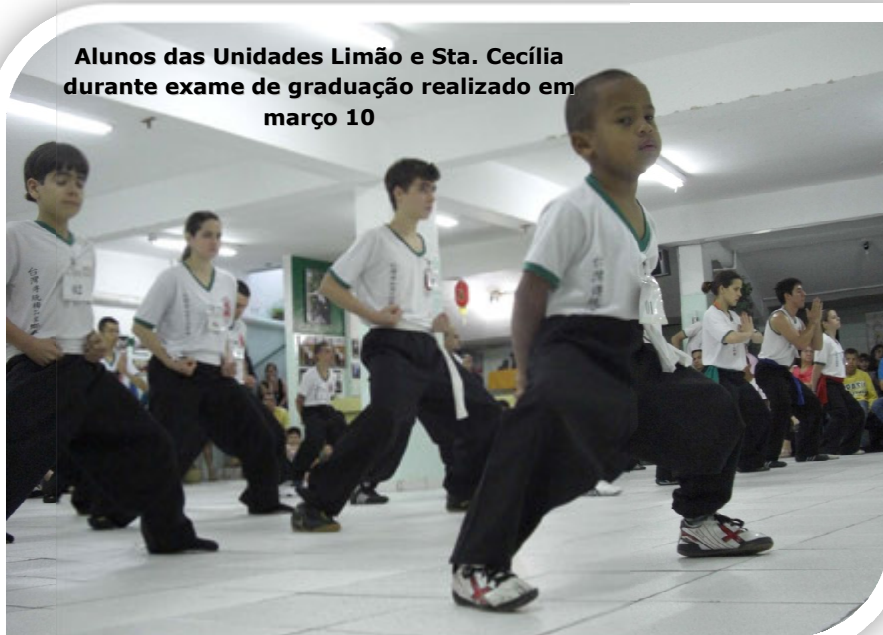 Alunos das Unidades Limão e Sta. Cecília
durante exame de graduação realizado em
março 10